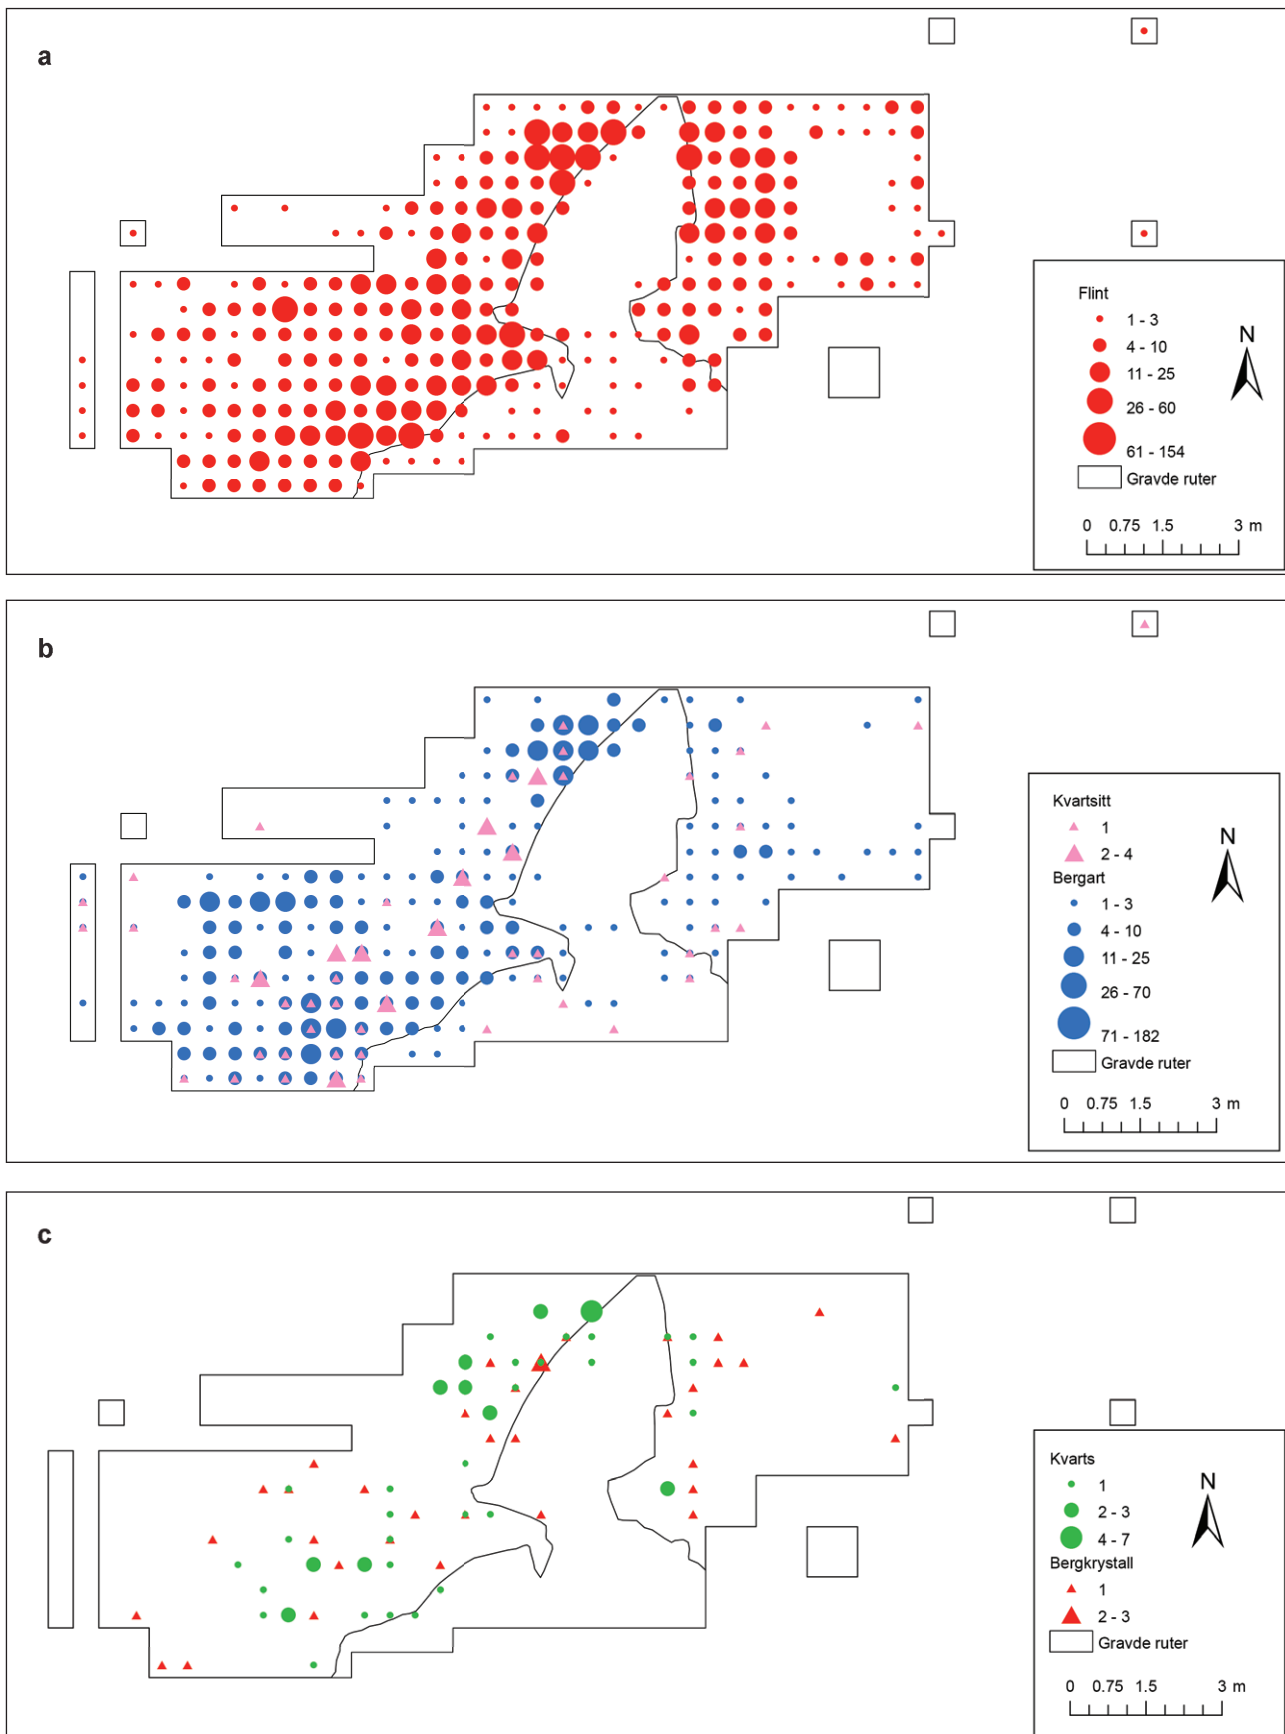 a
Flint
1 - 3
4 - 10
11 - 25
26 - 60
61 - 154
Gravde ruter
0 0.75 1.5 3 m
N
b
Kvartsitt
1
2 - 4
Bergart
1 - 3
4 - 10
11 - 25
26 - 70
71 - 182
Gravde ruter
0 0.75 1.5 3 m
N
c
Kvarts
1
2 - 3
4 - 7
Bergkrystall
1
2 - 3
Gravde ruter
0 0.75 1.5 3 m
N